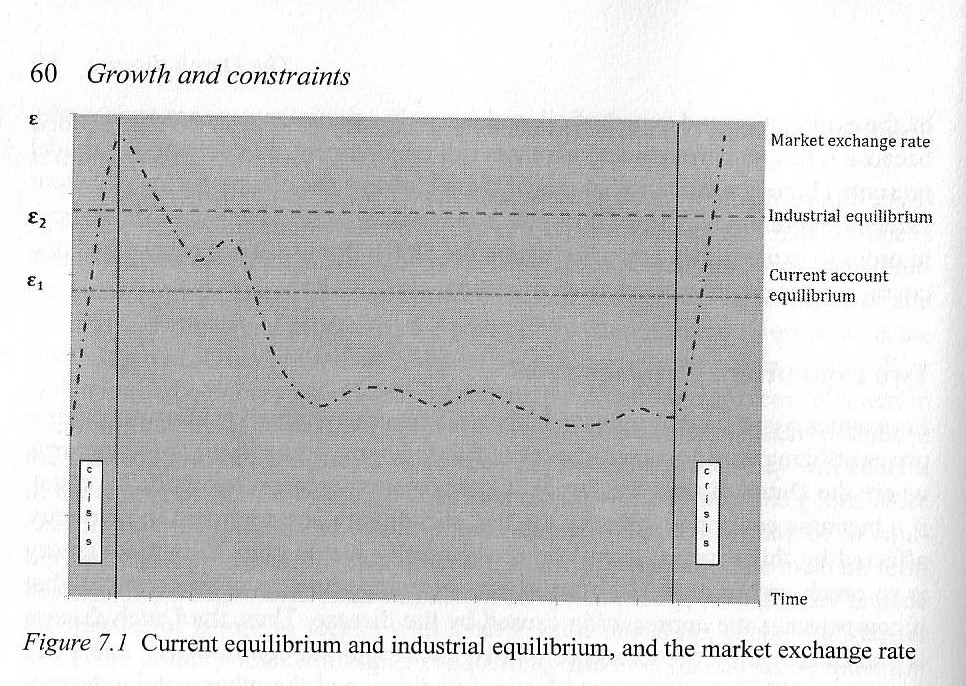 60 Growth and constraints
ε
Market exchange rate
ε₂
Industrial equilibrium
ε₁
Current account
equilibrium
crisis
crisis
Time
Figure 7.1 Current equilibrium and industrial equilibrium, and the market exchange rate